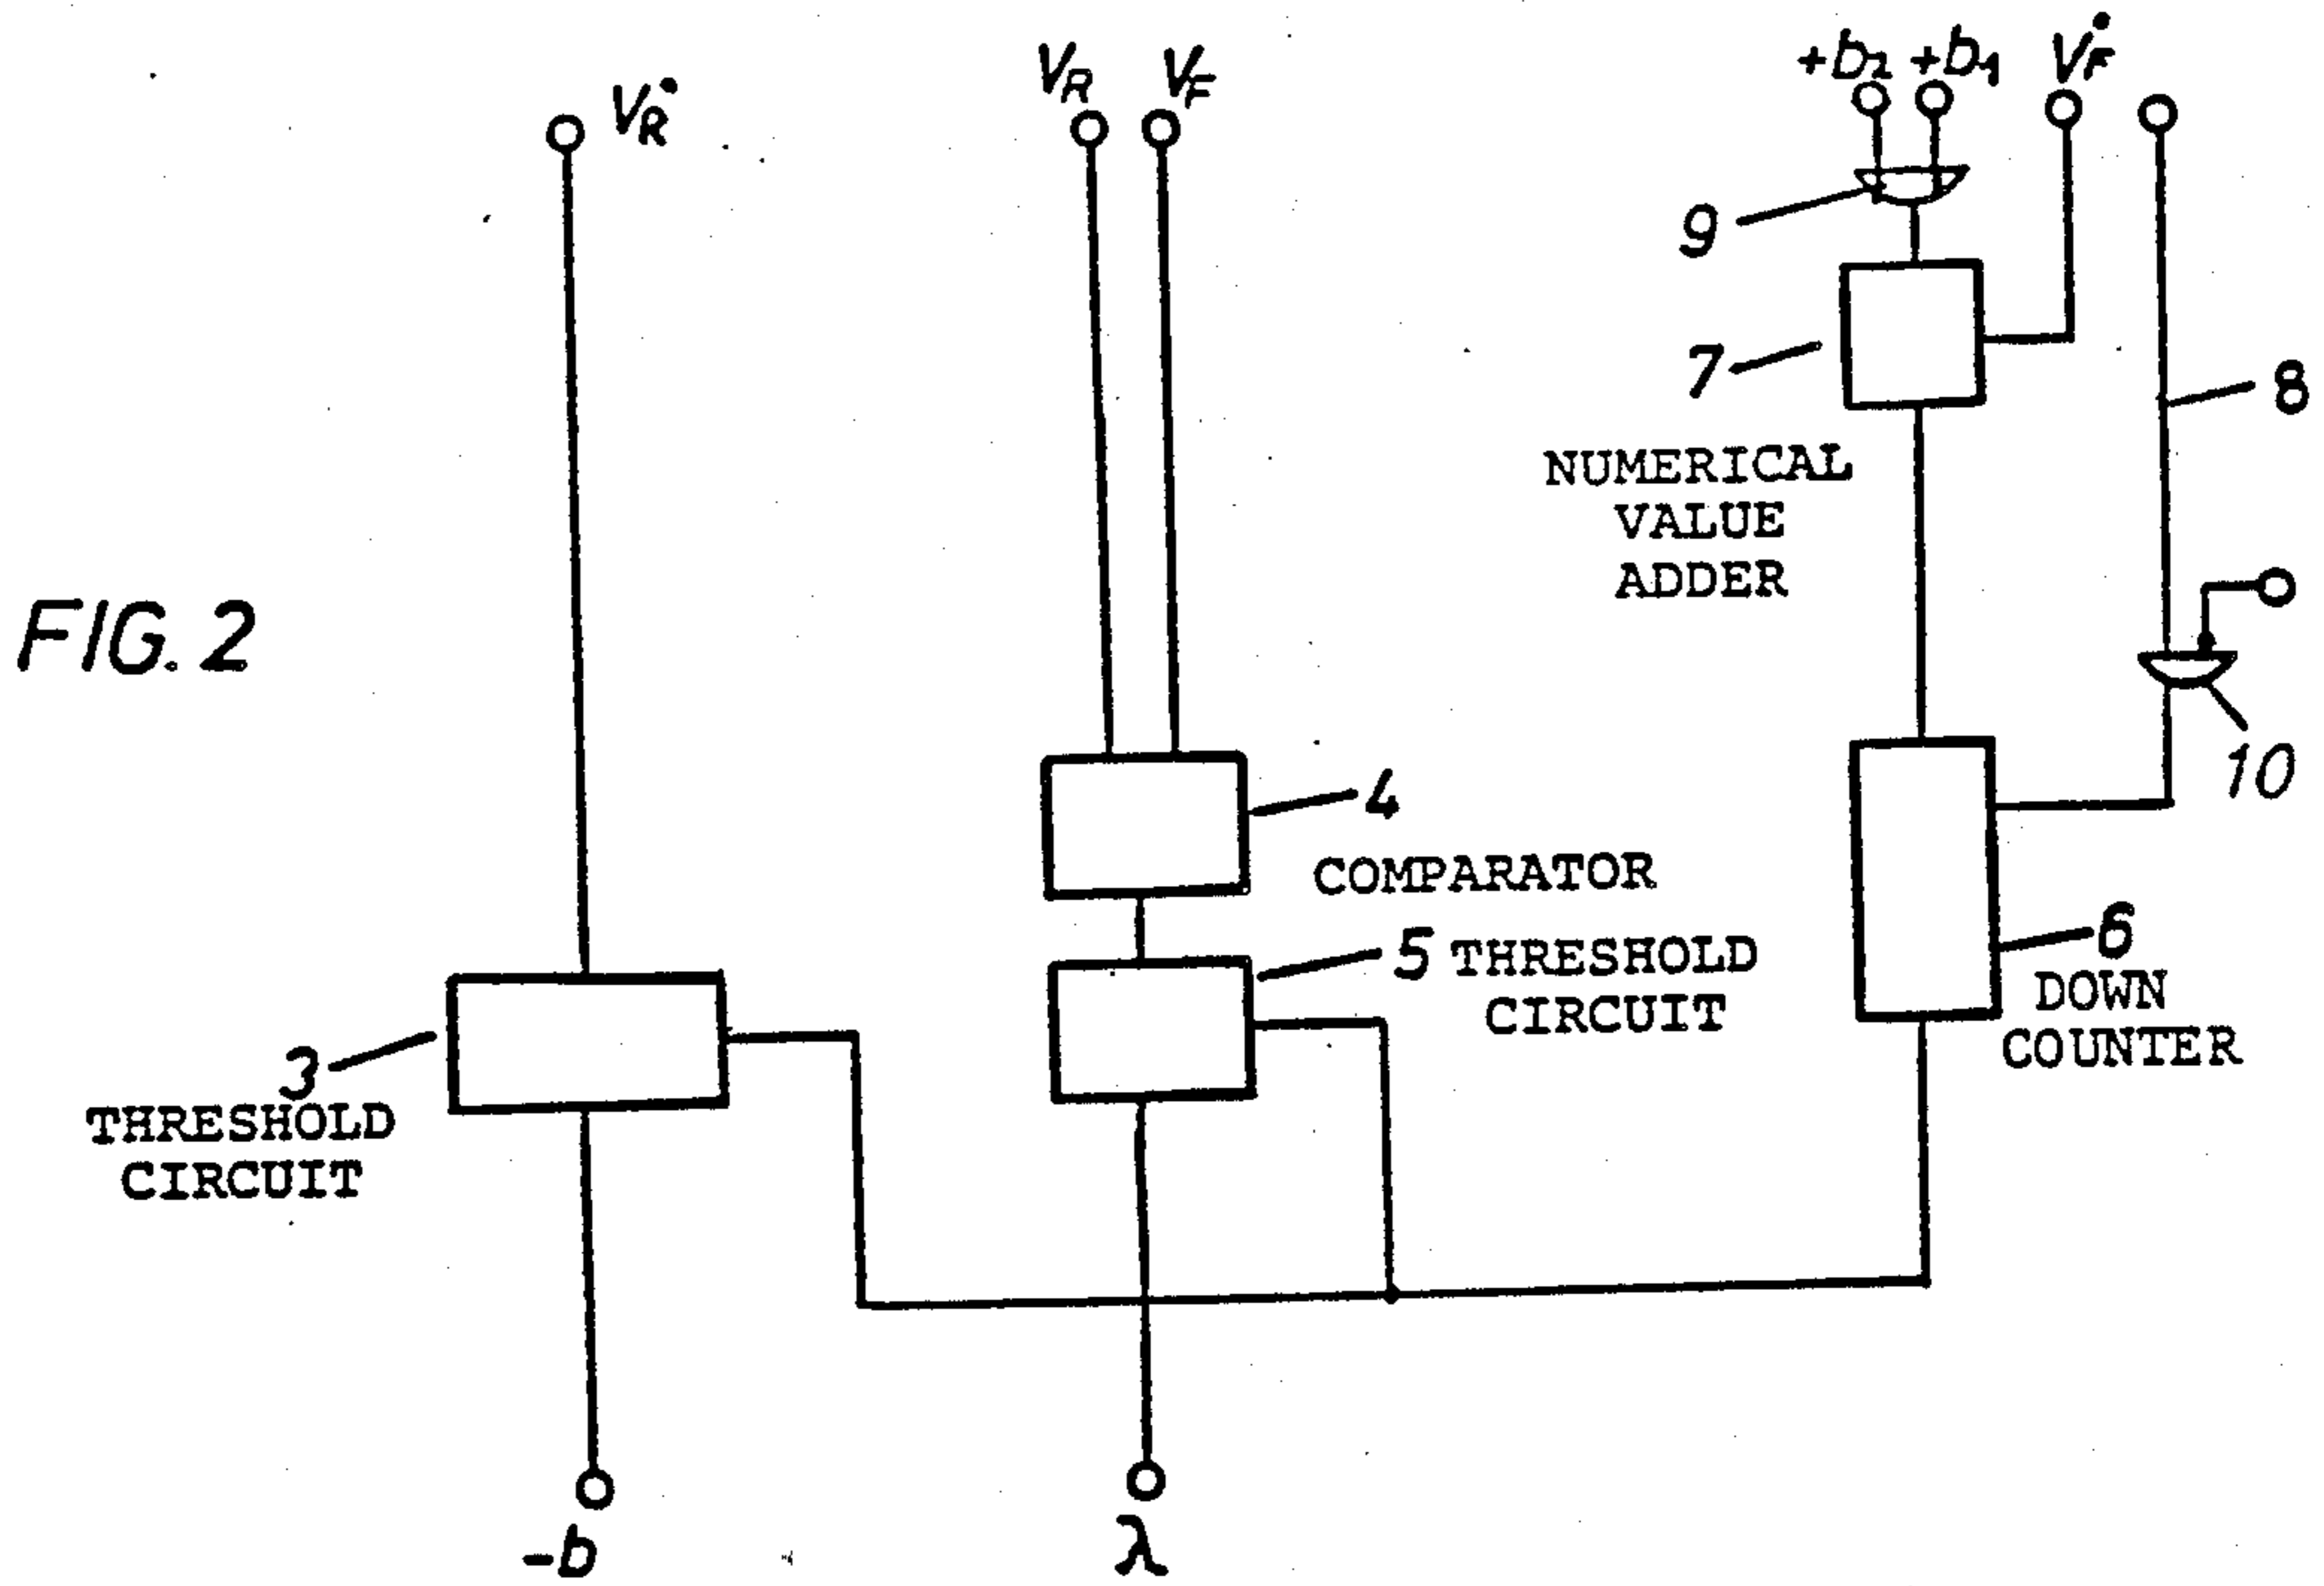 V̇R
VR VF
+b2 +b1 V̇F
9
7
8
NUMERICAL
VALUE
ADDER
FIG. 2
10
4
COMPARATOR
5 THRESHOLD
CIRCUIT
6
DOWN
COUNTER
3
THRESHOLD
CIRCUIT
-b
λ